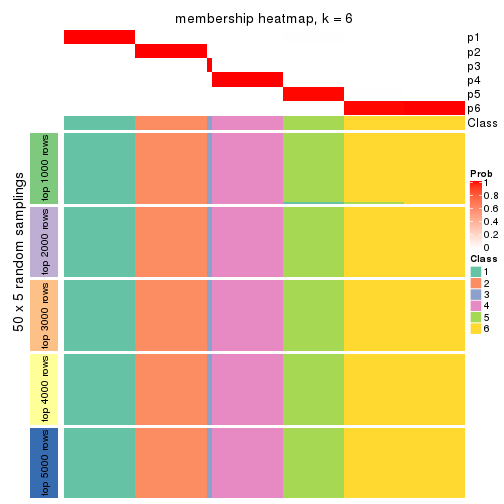 membership heatmap, k = 6
p1
p2
p3
p4
p5
p6
Class
50 x 5 random samplings
top 1000 rows
top 2000 rows
top 3000 rows
top 4000 rows
top 5000 rows
Prob
1
0.8
0.6
0.4
0.2
0
Class
1
2
3
4
5
6